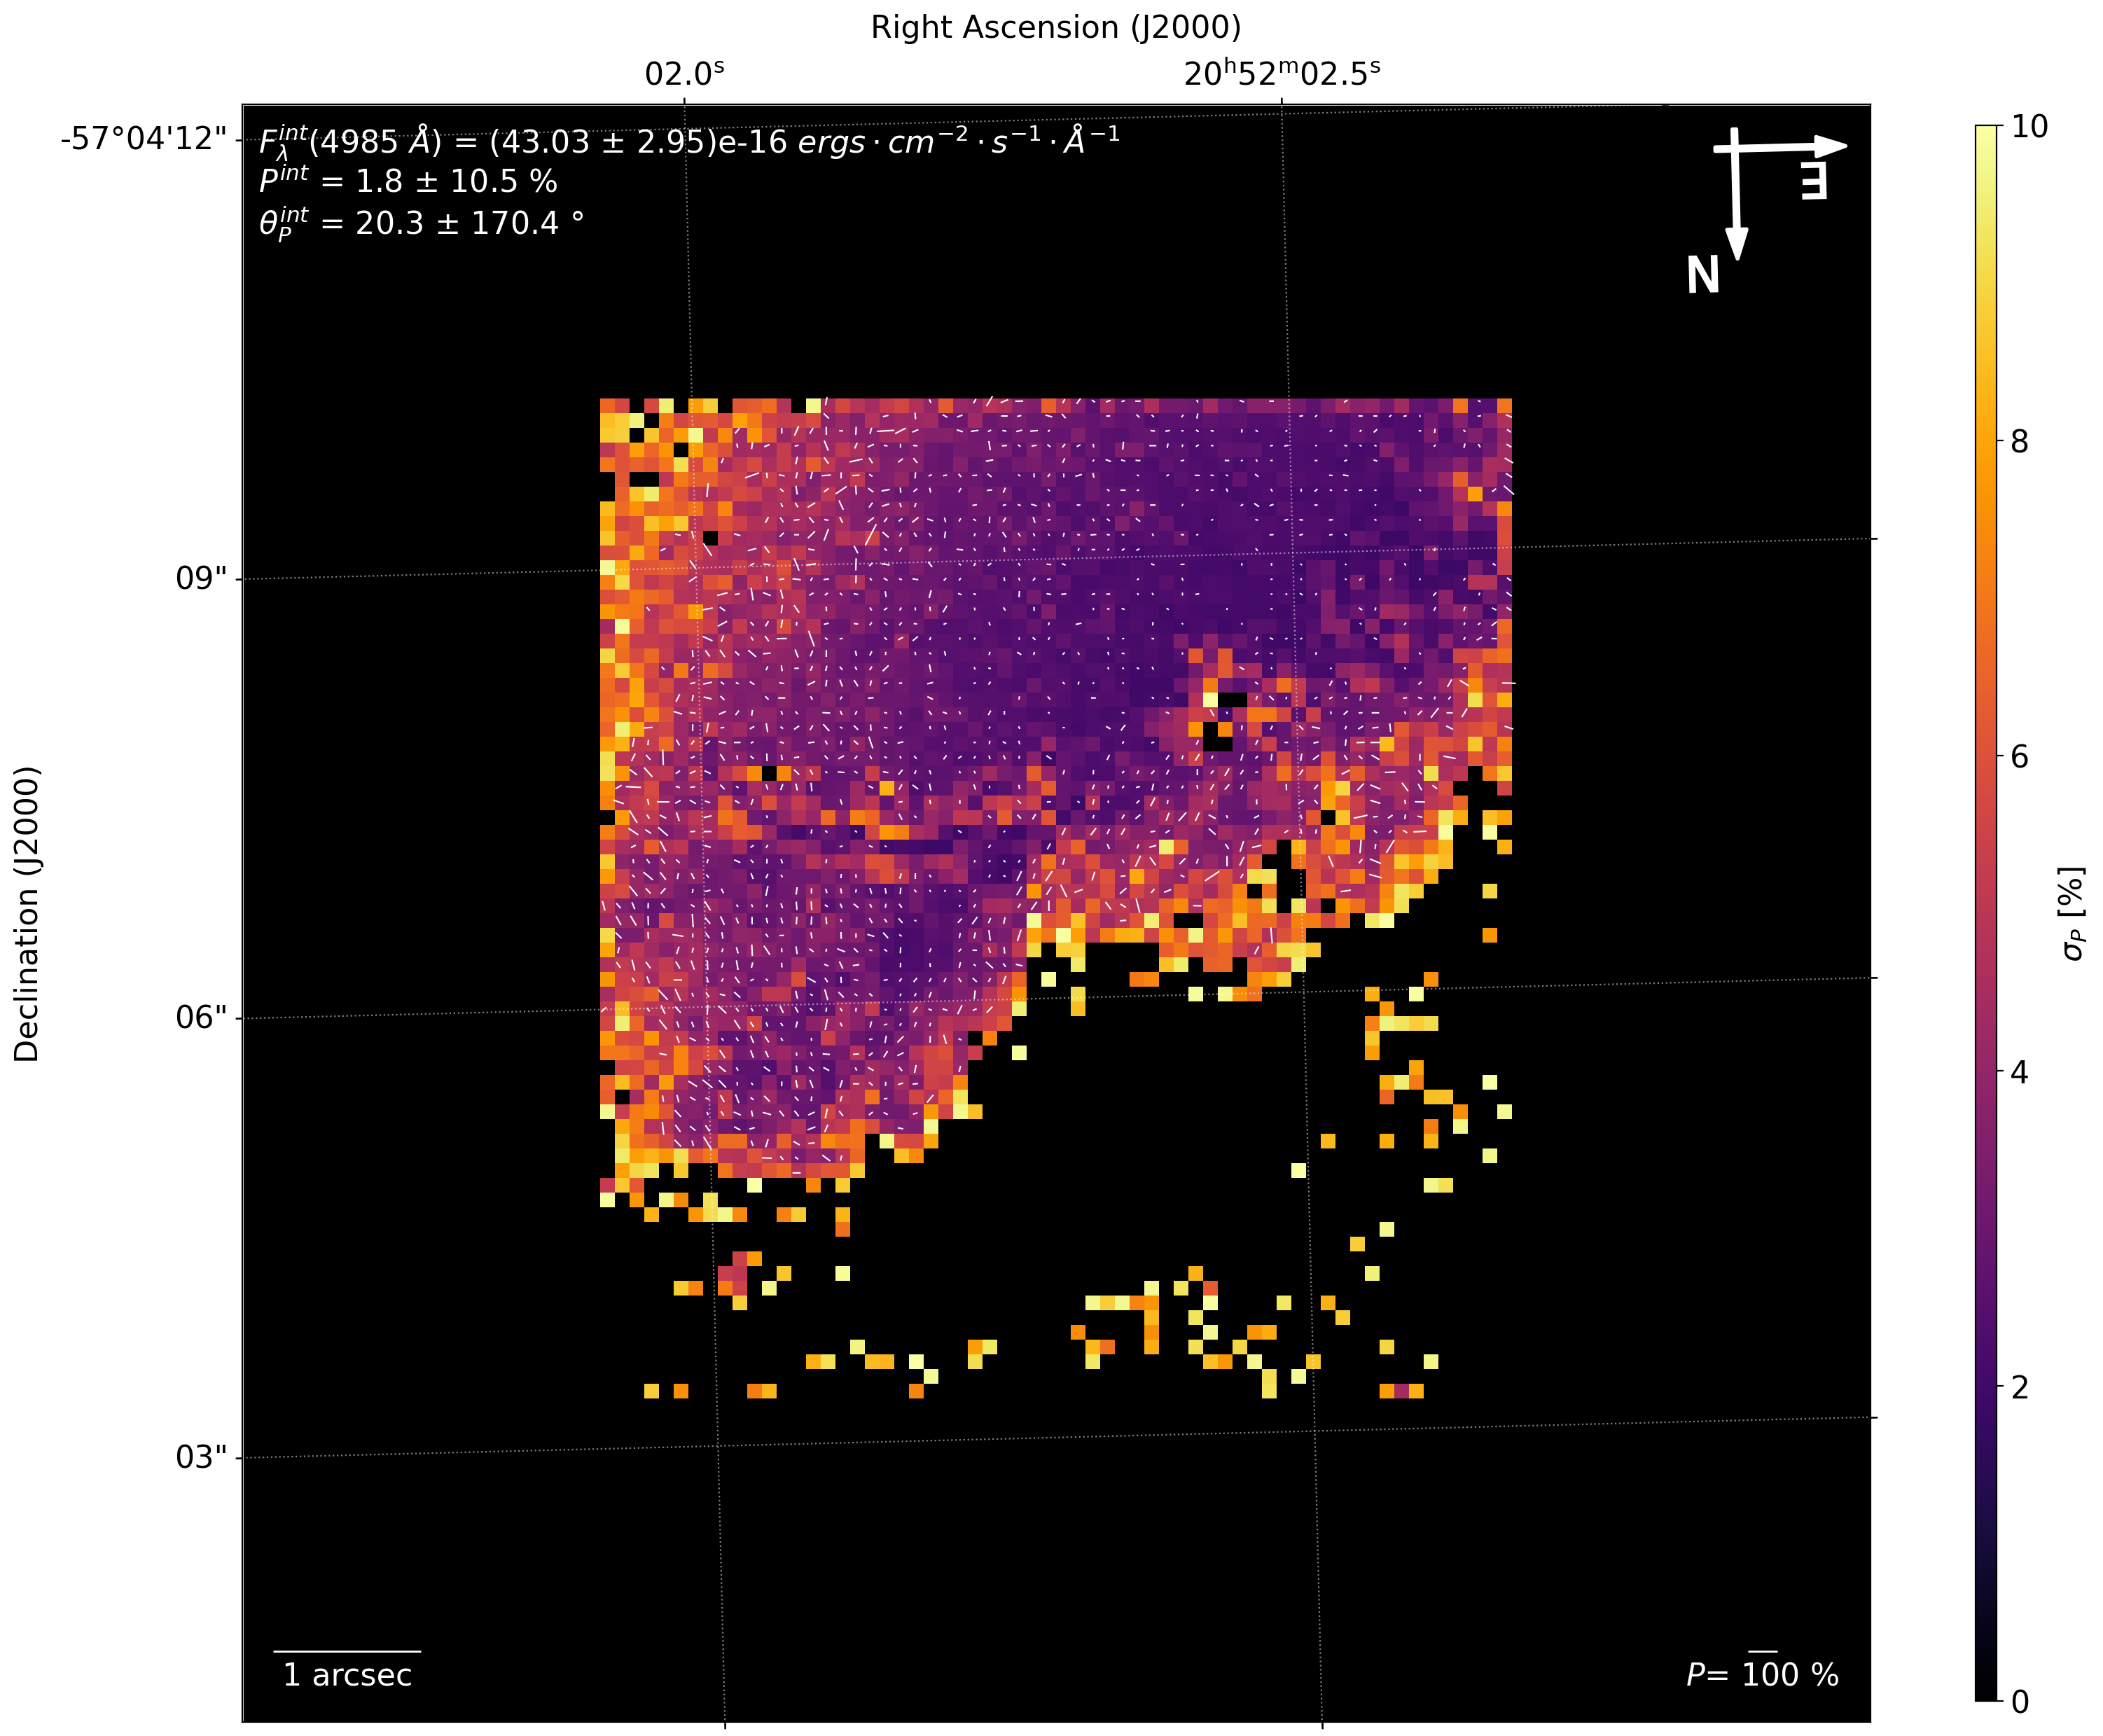 Right Ascension (J2000)
02.0ˢ
20ʰ52ᵐ02.5ˢ
-57°04'12"
09"
06"
03"
Declination (J2000)
F_λ^int(4985 Å) = (43.03 ± 2.95)e-16 ergs · cm⁻² · s⁻¹ · Å⁻¹
P^int = 1.8 ± 10.5 %
θ_P^int = 20.3 ± 170.4 °
E
N
1 arcsec
P= 100 %
10
8
6
4
2
0
σ_P [%]